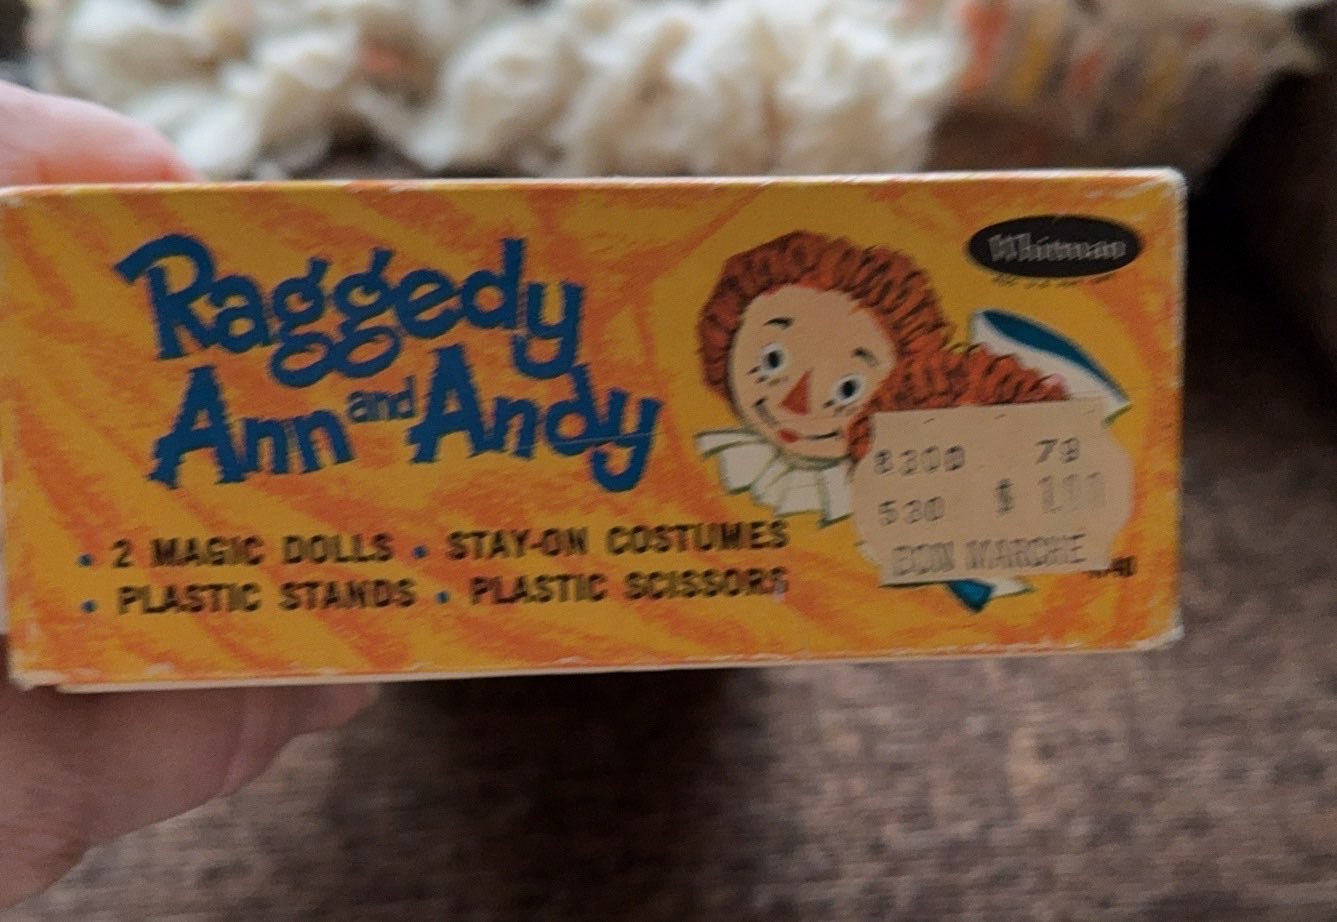 Raggedy
Ann and Andy
• 2 MAGIC DOLLS • STAY-ON COSTUMES
• PLASTIC STANDS • PLASTIC SCISSORS
Whitman
8300 79
530 $
BON MARCHE